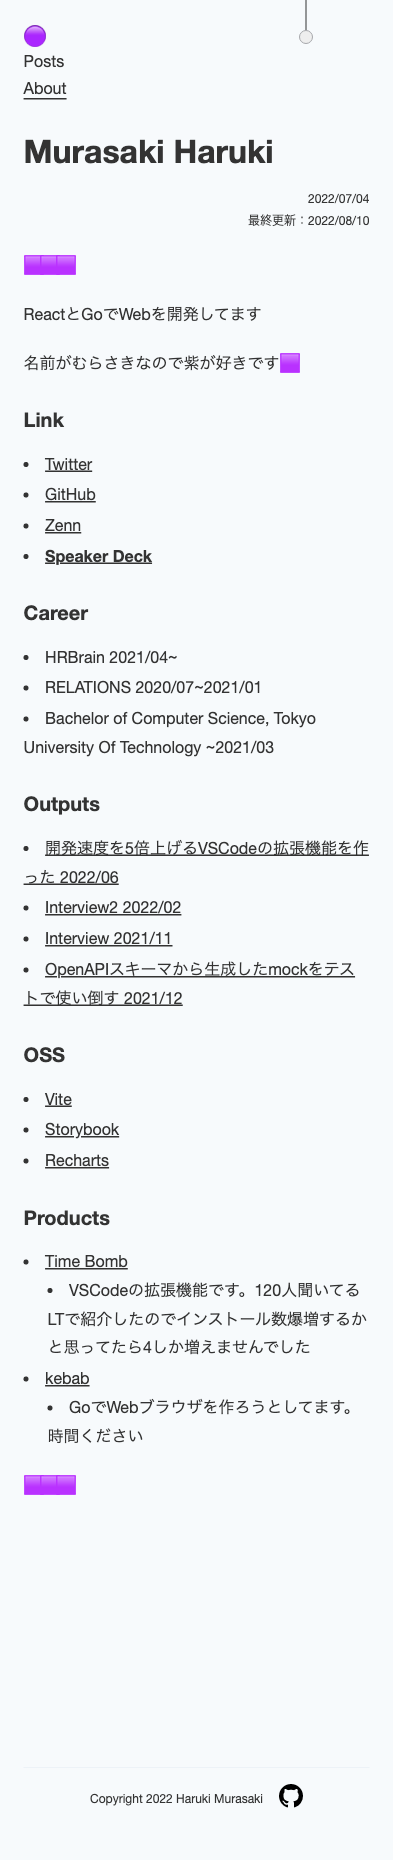 Posts
About
Murasaki Haruki
2022/07/04
最終更新：2022/08/10
ReactとGoでWebを開発してます
名前がむらさきなので紫が好きです
Link
Twitter
GitHub
Zenn
Speaker Deck
Career
HRBrain 2021/04~
RELATIONS 2020/07~2021/01
Bachelor of Computer Science, Tokyo
University Of Technology ~2021/03
Outputs
開発速度を5倍上げるVSCodeの拡張機能を作
った 2022/06
Interview2 2022/02
Interview 2021/11
OpenAPIスキーマから生成したmockをテス
トで使い倒す 2021/12
OSS
Vite
Storybook
Recharts
Products
Time Bomb
VSCodeの拡張機能です。120人聞いてる
LTで紹介したのでインストール数爆増するか
と思ってたら4しか増えませんでした
kebab
GoでWebブラウザを作ろうとしてます。
時間ください
Copyright 2022 Haruki Murasaki